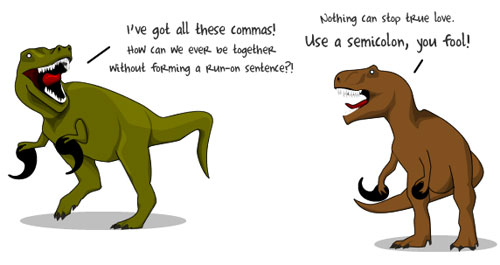 I've got all these commas!
How can we ever be together
without forming a run-on sentence?!
Nothing can stop true love.
Use a semicolon, you fool!